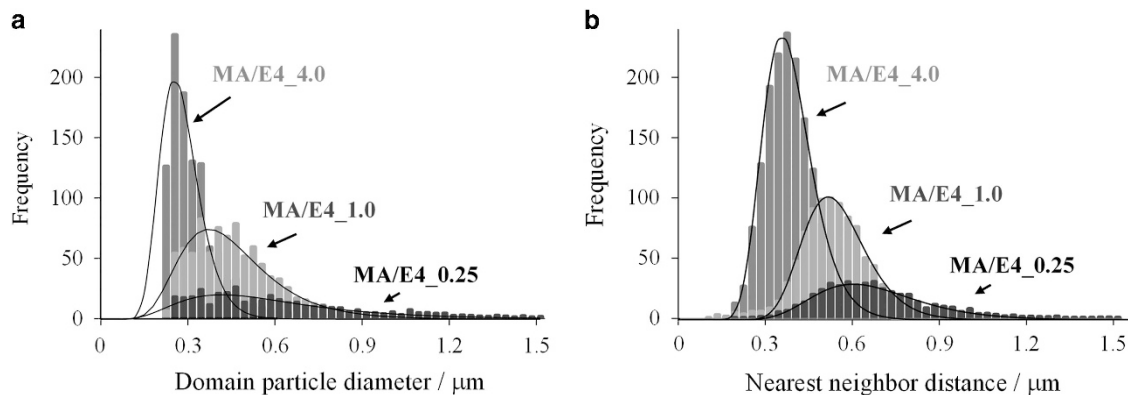 a
Frequency
200
150
100
50
0
MA/E4_4.0
MA/E4_1.0
MA/E4_0.25
0 0.3 0.6 0.9 1.2 1.5
Domain particle diameter / μm
b
Frequency
200
150
100
50
0
MA/E4_4.0
MA/E4_1.0
MA/E4_0.25
0 0.3 0.6 0.9 1.2 1.5
Nearest neighbor distance / μm